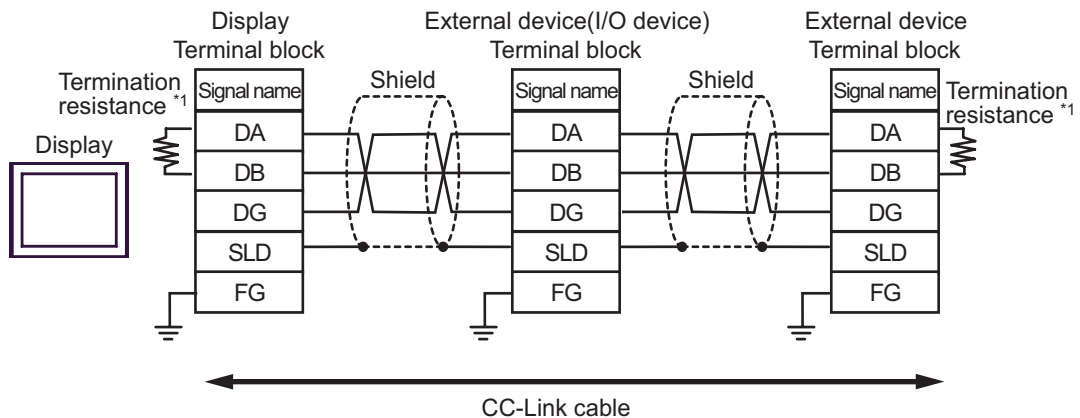 Display
Terminal block
External device(I/O device)
Terminal block
External device
Terminal block
Termination
resistance *1
Display
Signal name
DA
DB
DG
SLD
FG
Shield
Signal name
DA
DB
DG
SLD
FG
Shield
Signal name
DA
DB
DG
SLD
FG
Termination
resistance *1
CC-Link cable